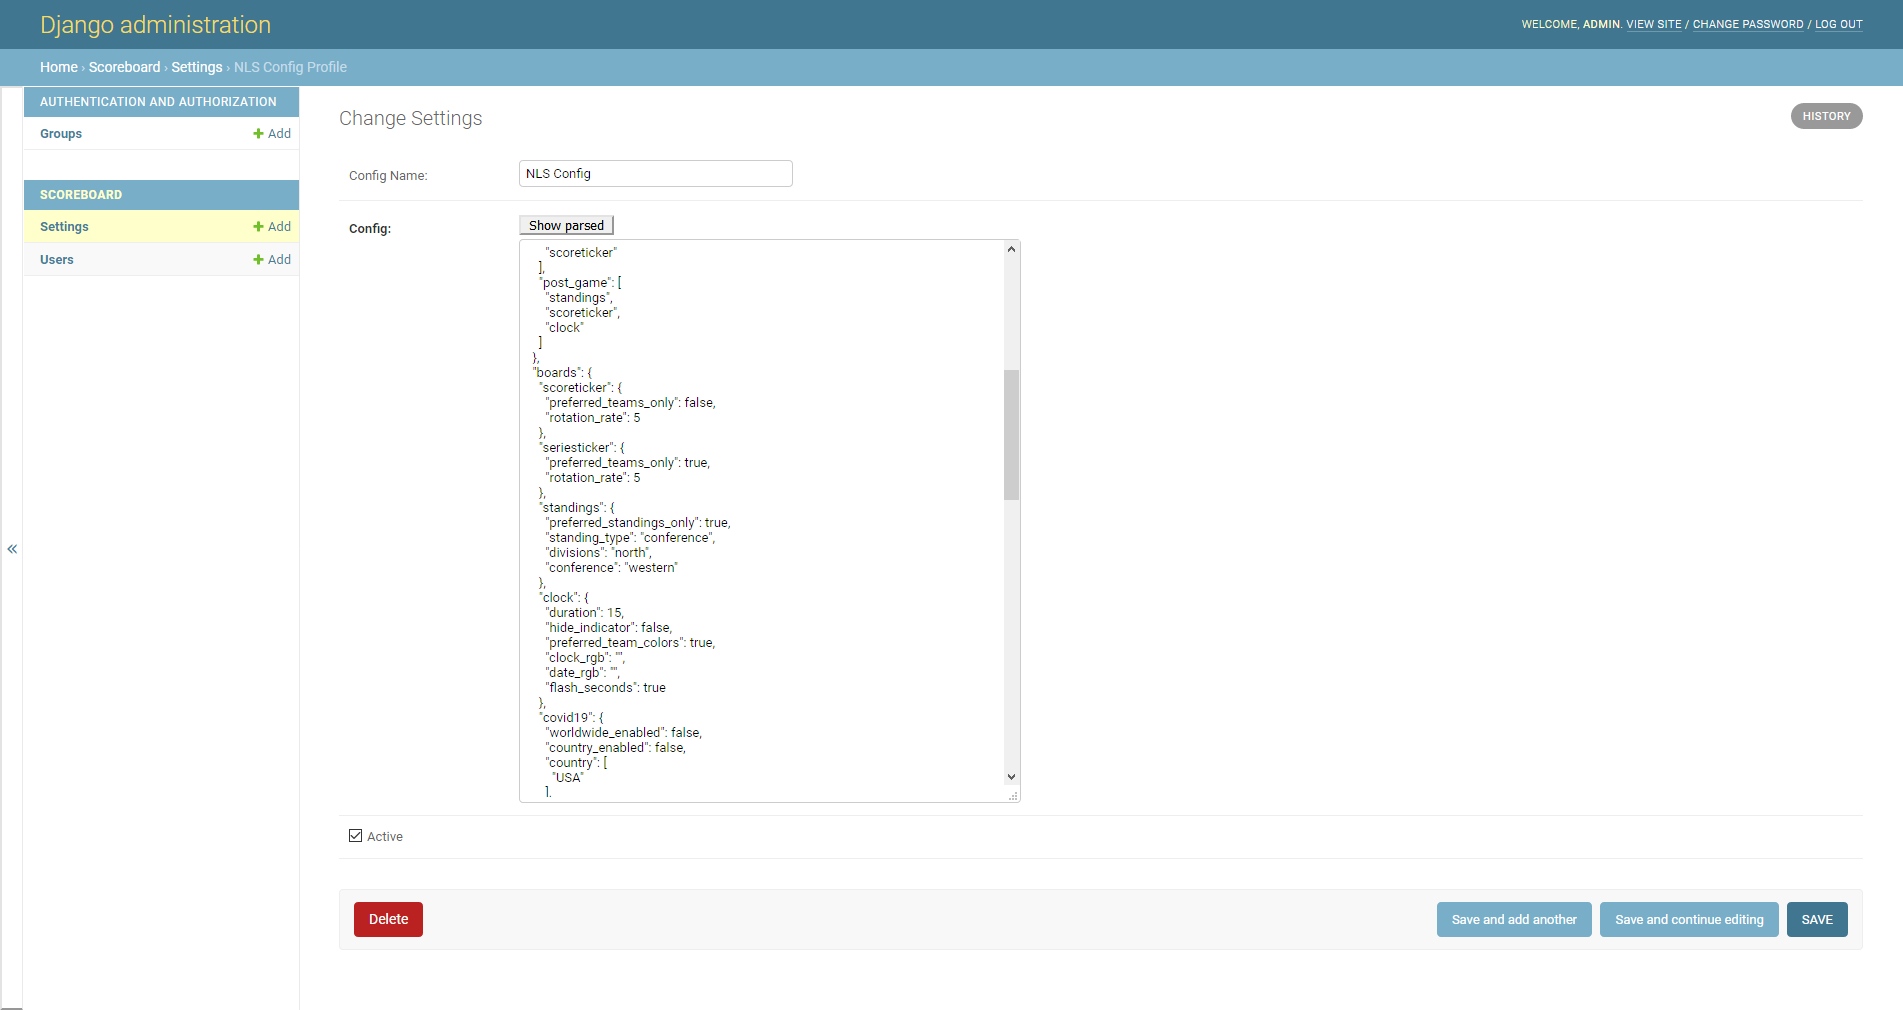 Django administration
WELCOME, ADMIN. VIEW SITE / CHANGE PASSWORD / LOG OUT
Home › Scoreboard › Settings › NLS Config Profile
AUTHENTICATION AND AUTHORIZATION
Groups + Add
SCOREBOARD
Settings + Add
Users + Add
«
Change Settings
HISTORY
Config Name: NLS Config
Config: Show parsed
"scoreticker"
],
"post_game": [
"standings",
"scoreticker",
"clock"
]
},
"boards": {
"scoreticker": {
"preferred_teams_only": false,
"rotation_rate": 5
},
"seriesticker": {
"preferred_teams_only": true,
"rotation_rate": 5
},
"standings": {
"preferred_standings_only": true,
"standing_type": "conference",
"divisions": "north",
"conference": "western"
},
"clock": {
"duration": 15,
"hide_indicator": false,
"preferred_team_colors": true,
"clock_rgb": "",
"date_rgb": "",
"flash_seconds": true
},
"covid19": {
"worldwide_enabled": false,
"country_enabled": false,
"country": [
"USA"
],
Active
Delete
Save and add another
Save and continue editing
SAVE